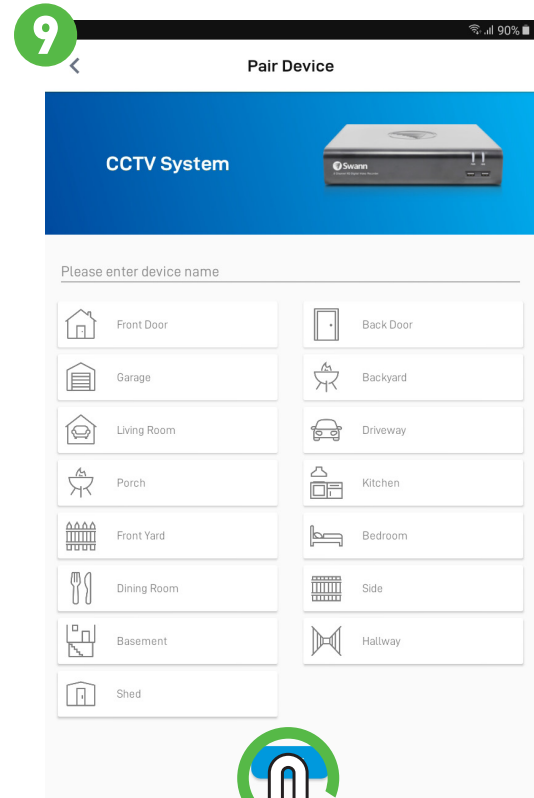 9
90%
Pair Device
CCTV System
Swann
Please enter device name
Front Door
Back Door
Garage
Backyard
Living Room
Driveway
Porch
Kitchen
Front Yard
Bedroom
Dining Room
Side
Basement
Hallway
Shed